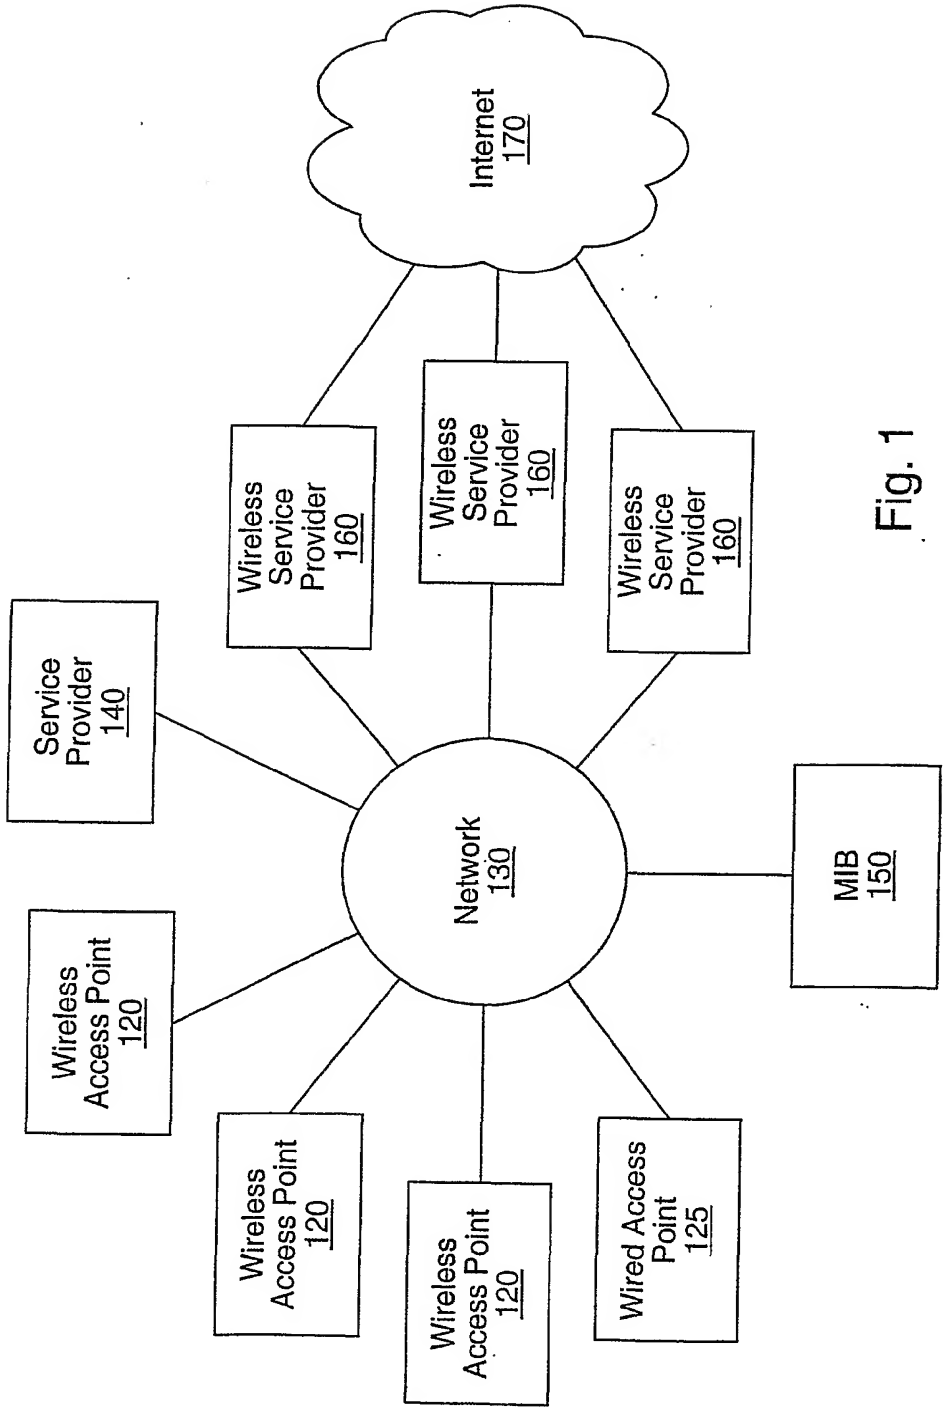 Wireless
Access Point
120
Service
Provider
140
Wireless
Access Point
120
Wireless
Service
Provider
160
Wireless
Access Point
120
Network
130
Wireless
Service
Provider
160
Internet
170
Wired Access
Point
125
Wireless
Service
Provider
160
MIB
150
Fig. 1